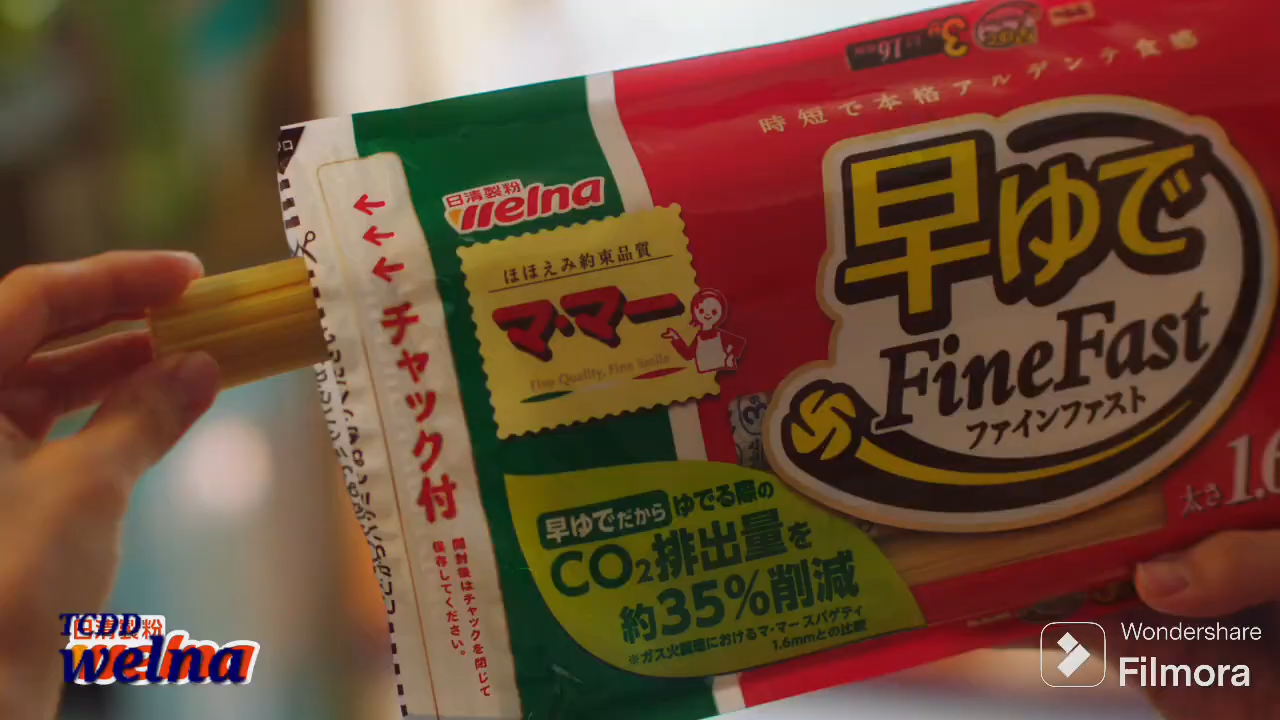 時短で本格アルデンテ食感
早ゆで
FineFast
ファインファスト
太さ1.6
日清製粉
welna
ほほえみ約束品質
マ・マー
Fine Quality, Fine Smile
チャック付
開封後はチャックを閉じて
保存してください。
早ゆでだから ゆでる際の
CO₂排出量を
約35%削減
※ガス火調理におけるマ・マー スパゲティ
1.6mmとの比較
TCDD
日清製粉
welna
Wondershare
Filmora